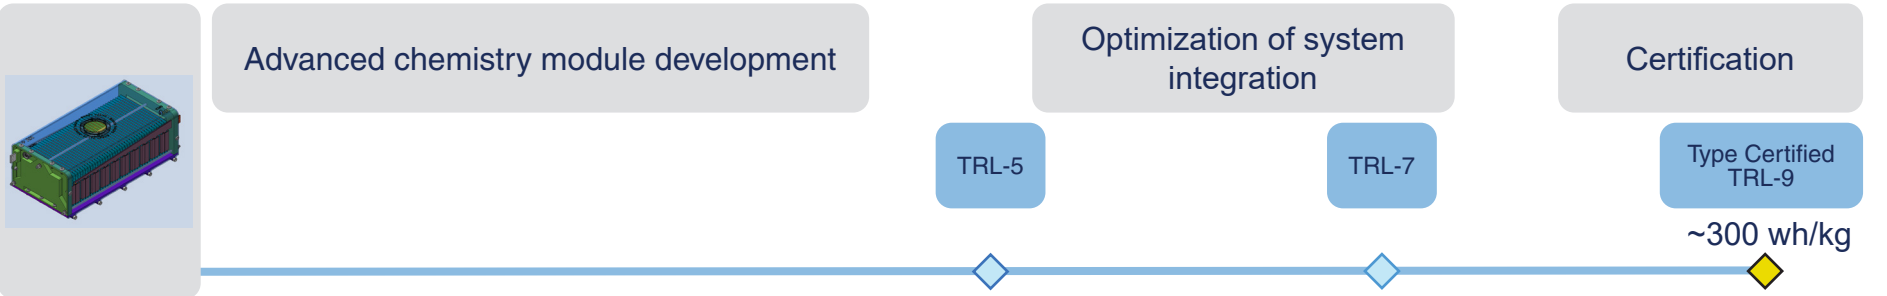 Advanced chemistry module development
Optimization of system
integration
Certification
TRL-5
TRL-7
Type Certified
TRL-9
~300 wh/kg